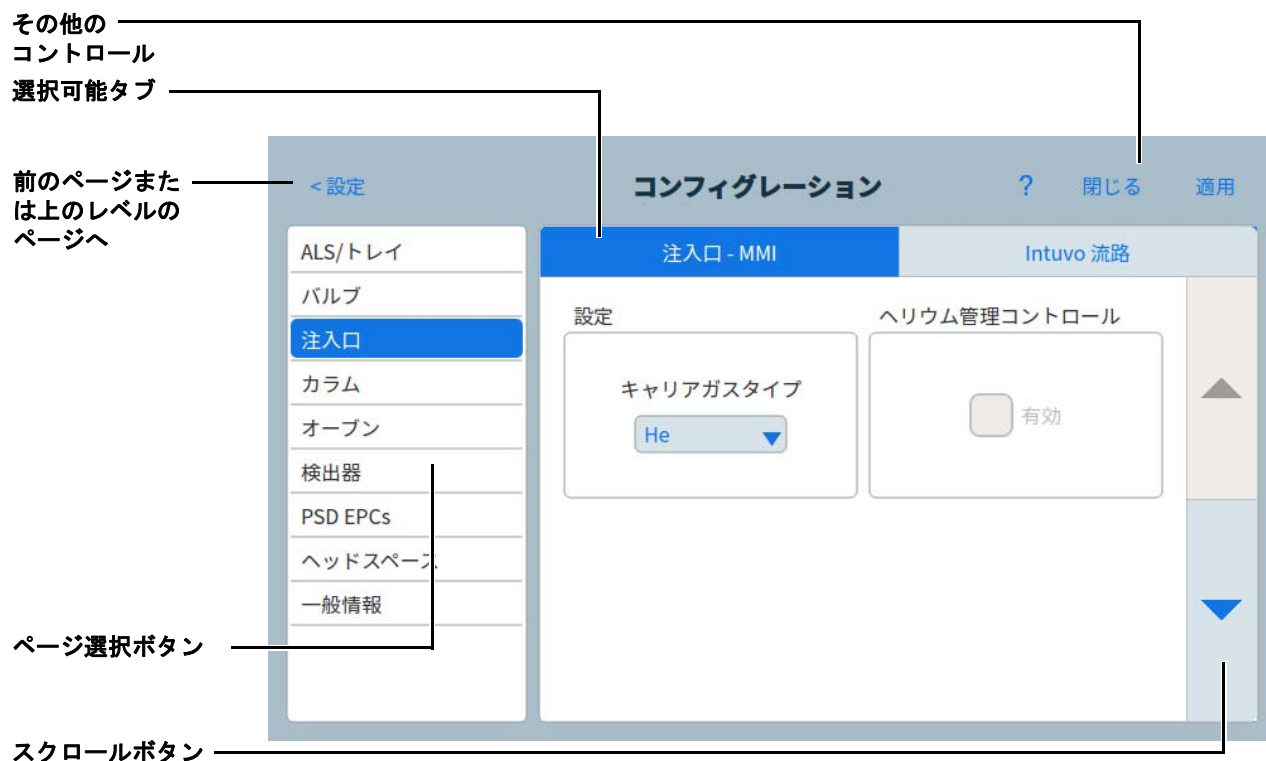 その他の
コントロール
選択可能タブ
前のページまた
は上のレベルの
ページへ
< 設定
コンフィグレーション
?
閉じる
適用
ALS/トレイ
バルブ
注入口
カラム
オーブン
検出器
PSD EPCs
ヘッドスペース
一般情報
注入口 - MMI
Intuvo 流路
設定
ヘリウム管理コントロール
キャリアガスタイプ
He
有効
ページ選択ボタン
スクロールボタン